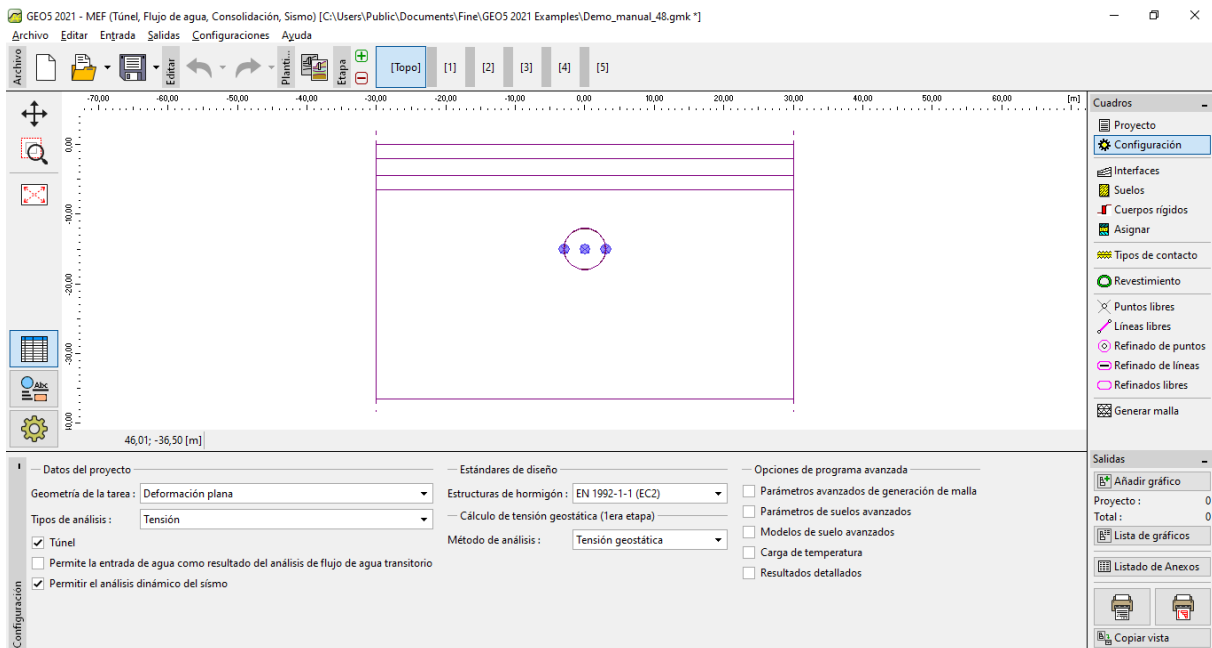 GEO5 2021 - MEF (Túnel, Flujo de agua, Consolidación, Sismo) [C:\Users\Public\Documents\Fine\GEO5 2021 Examples\Demo_manual_48.gmk *]
Archivo Editar Entrada Salidas Configuraciones Ayuda
Archivo
Editar
Planti...
Etapa
[Topo] [1] [2] [3] [4] [5]
-70,00 -60,00 -50,00 -40,00 -30,00 -20,00 -10,00 0,00 10,00 20,00 30,00 40,00 50,00 60,00 [m]
0,00
-10,00
-20,00
-30,00
-40,00
Abc
46,01; -36,50 [m]
Cuadros
Proyecto
Configuración
Interfaces
Suelos
Cuerpos rígidos
Asignar
Tipos de contacto
Revestimiento
Puntos libres
Líneas libres
Refinado de puntos
Refinado de líneas
Refinados libres
Generar malla
Configuración
Datos del proyecto
Geometría de la tarea : Deformación plana
Tipos de análisis : Tensión
Túnel
Permite la entrada de agua como resultado del análisis de flujo de agua transitorio
Permitir el análisis dinámico del sísmo
Estándares de diseño
Estructuras de hormigón : EN 1992-1-1 (EC2)
Cálculo de tensión geostática (1era etapa)
Método de análisis : Tensión geostática
Opciones de programa avanzada
Parámetros avanzados de generación de malla
Parámetros de suelos avanzados
Modelos de suelo avanzados
Carga de temperatura
Resultados detallados
Salidas
Añadir gráfico
Proyecto : 0
Total : 0
Lista de gráficos
Listado de Anexos
Copiar vista